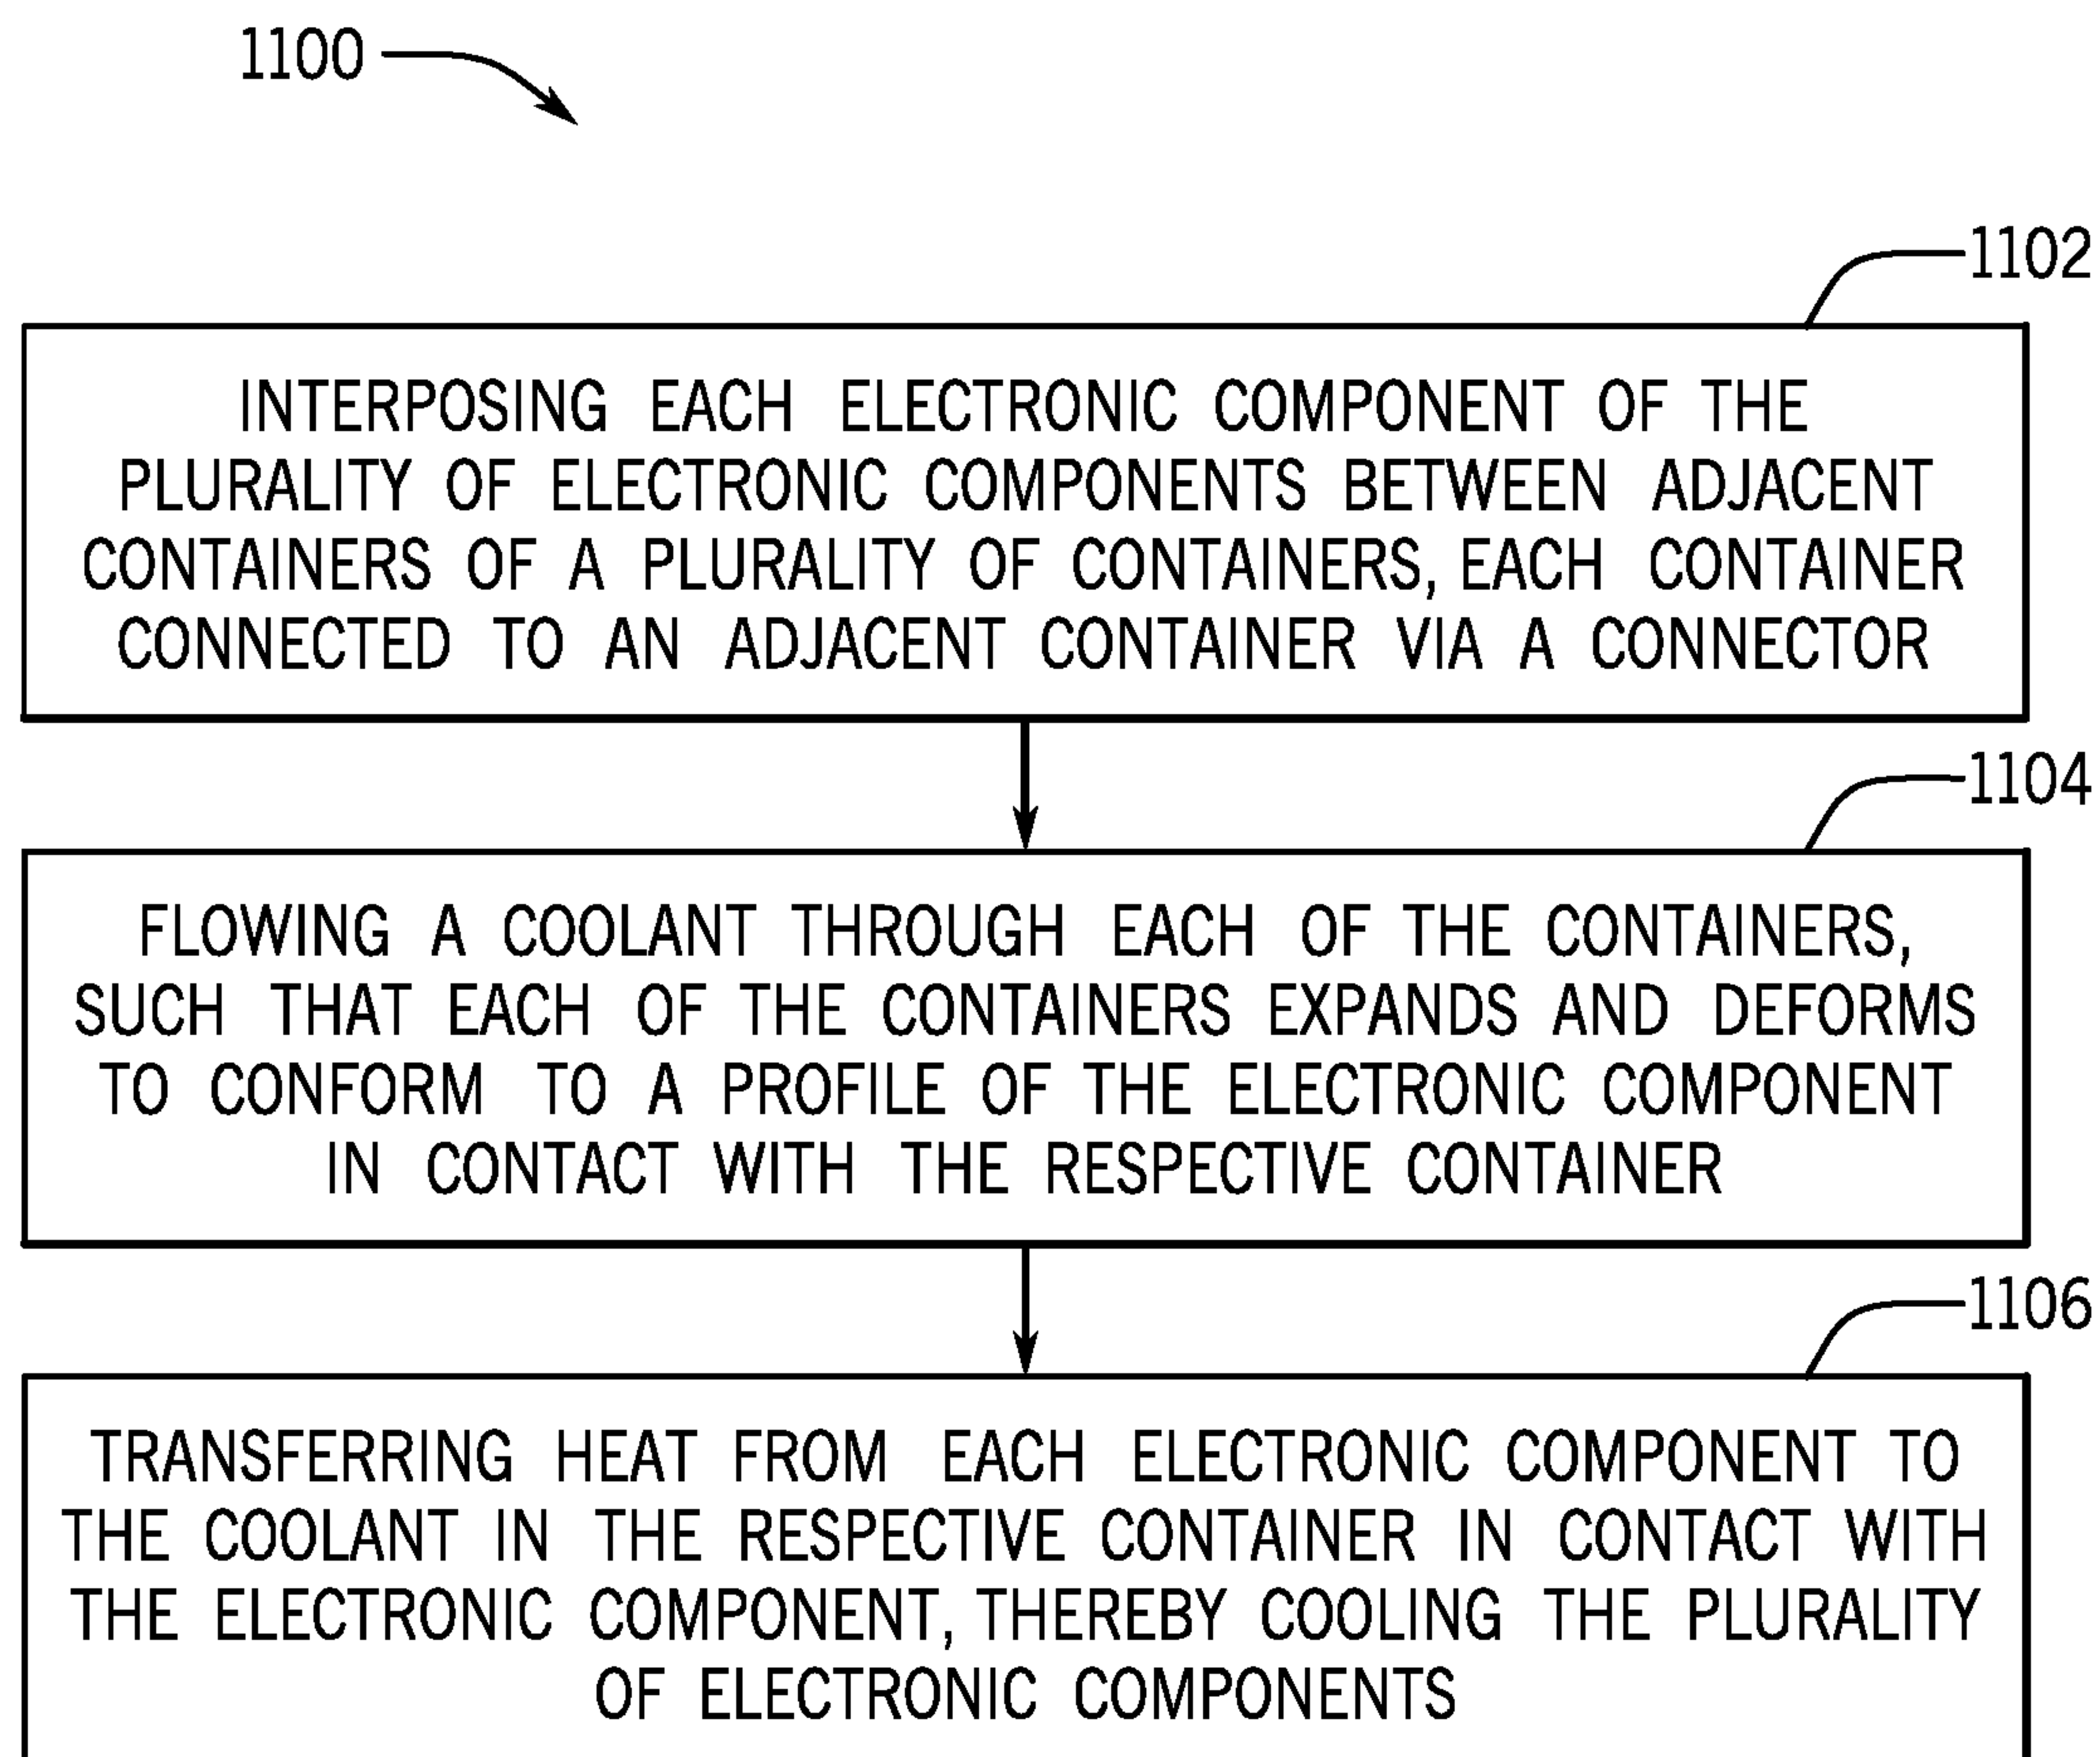 1100
1102
INTERPOSING EACH ELECTRONIC COMPONENT OF THE
PLURALITY OF ELECTRONIC COMPONENTS BETWEEN ADJACENT
CONTAINERS OF A PLURALITY OF CONTAINERS, EACH CONTAINER
CONNECTED TO AN ADJACENT CONTAINER VIA A CONNECTOR
1104
FLOWING A COOLANT THROUGH EACH OF THE CONTAINERS,
SUCH THAT EACH OF THE CONTAINERS EXPANDS AND DEFORMS
TO CONFORM TO A PROFILE OF THE ELECTRONIC COMPONENT
IN CONTACT WITH THE RESPECTIVE CONTAINER
1106
TRANSFERRING HEAT FROM EACH ELECTRONIC COMPONENT TO
THE COOLANT IN THE RESPECTIVE CONTAINER IN CONTACT WITH
THE ELECTRONIC COMPONENT, THEREBY COOLING THE PLURALITY
OF ELECTRONIC COMPONENTS